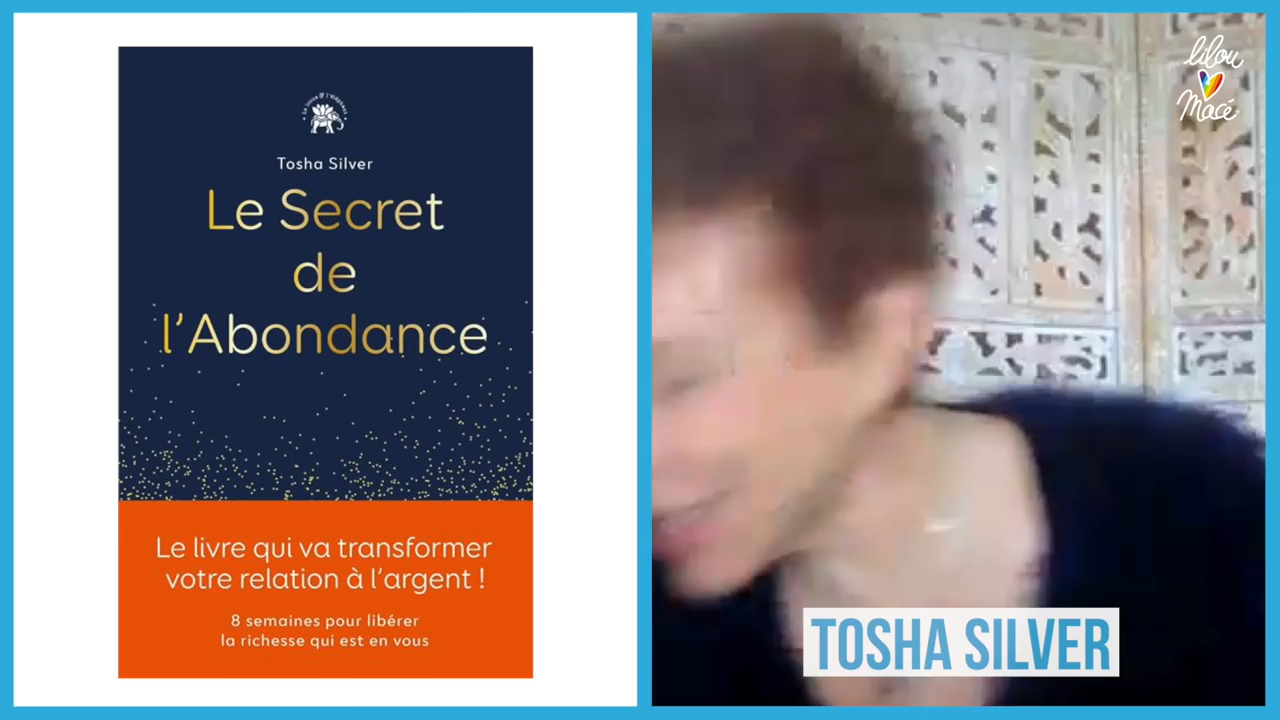 Tosha Silver
Le Secret
de
l'Abondance
Le livre qui va transformer
votre relation à l'argent !
8 semaines pour libérer
la richesse qui est en vous
lilou
Macé
TOSHA SILVER